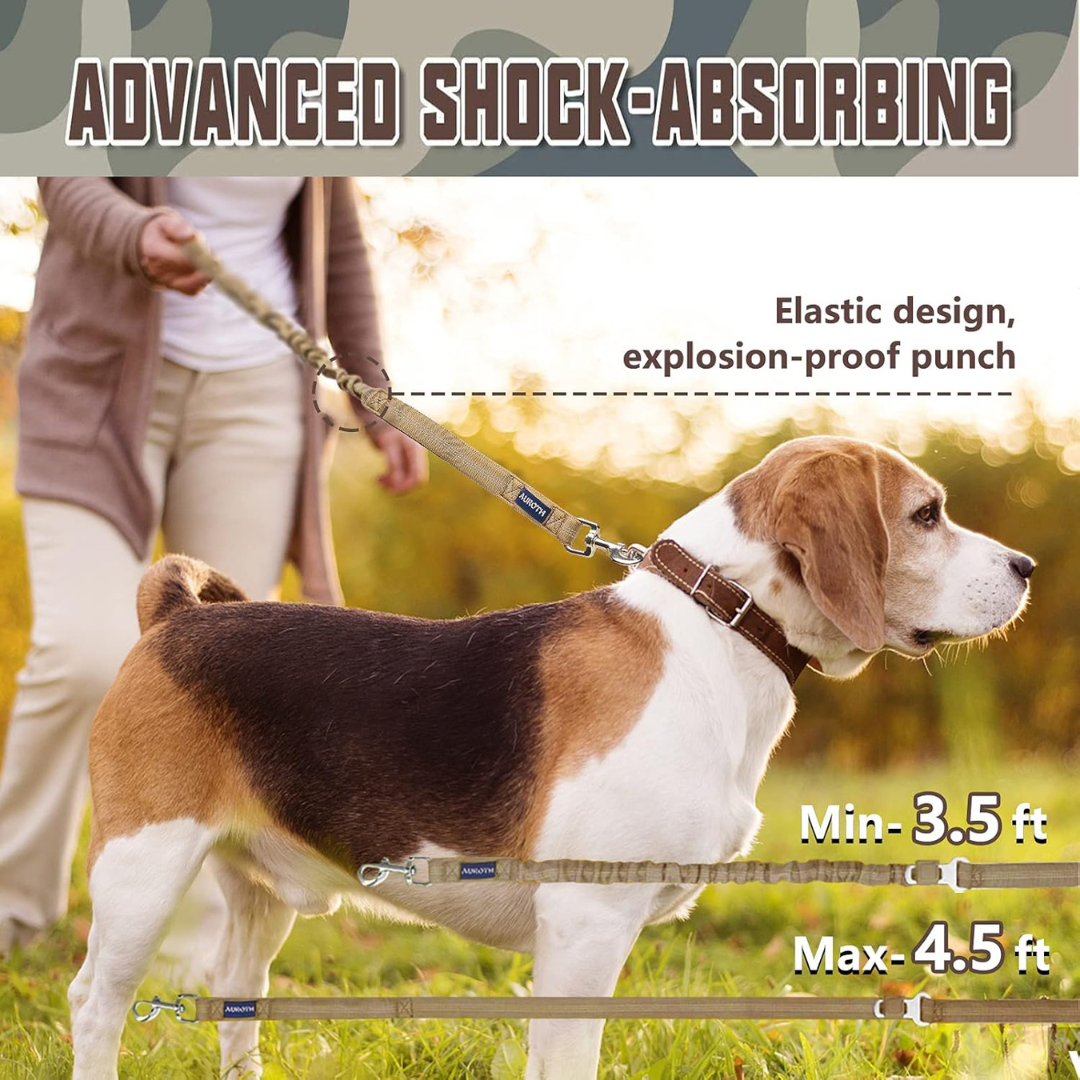 ADVANCED SHOCK-ABSORBING
Elastic design,
explosion-proof punch
AUROTH
Min- 3.5 ft
AUROTH
Max- 4.5 ft
AUROTH